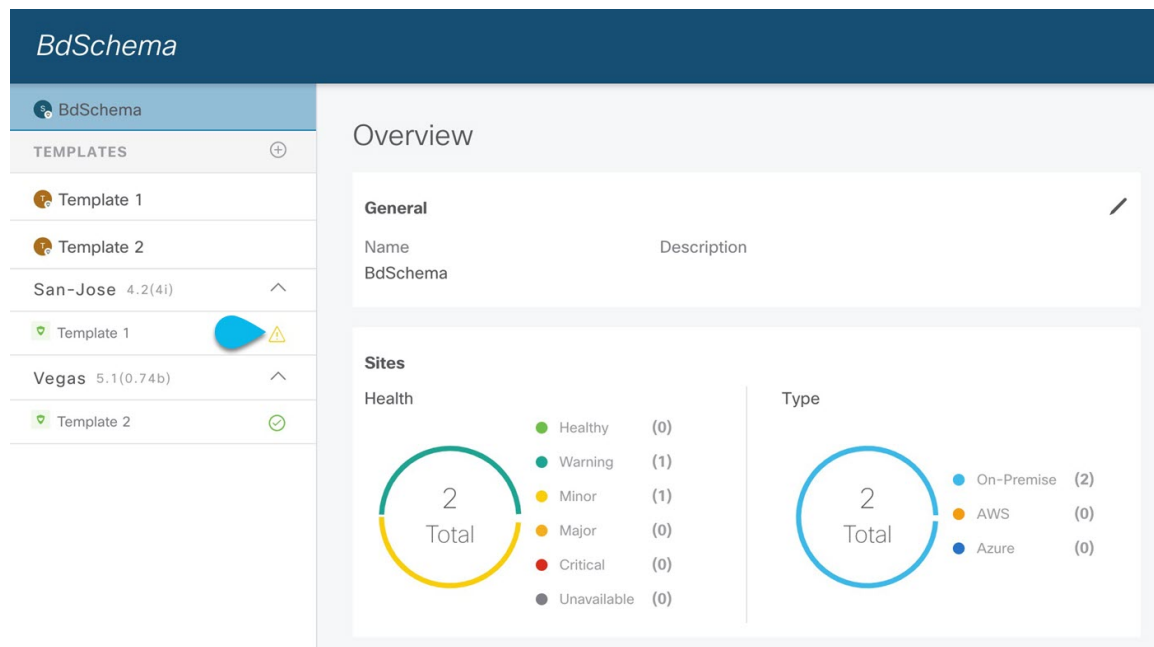 BdSchema
BdSchema
TEMPLATES
Template 1
Template 2
San-Jose 4.2(4i)
Template 1
Vegas 5.1(0.74b)
Template 2
Overview
General
Name Description
BdSchema
Sites
Health
2
Total
Healthy (0)
Warning (1)
Minor (1)
Major (0)
Critical (0)
Unavailable (0)
Type
2
Total
On-Premise (2)
AWS (0)
Azure (0)